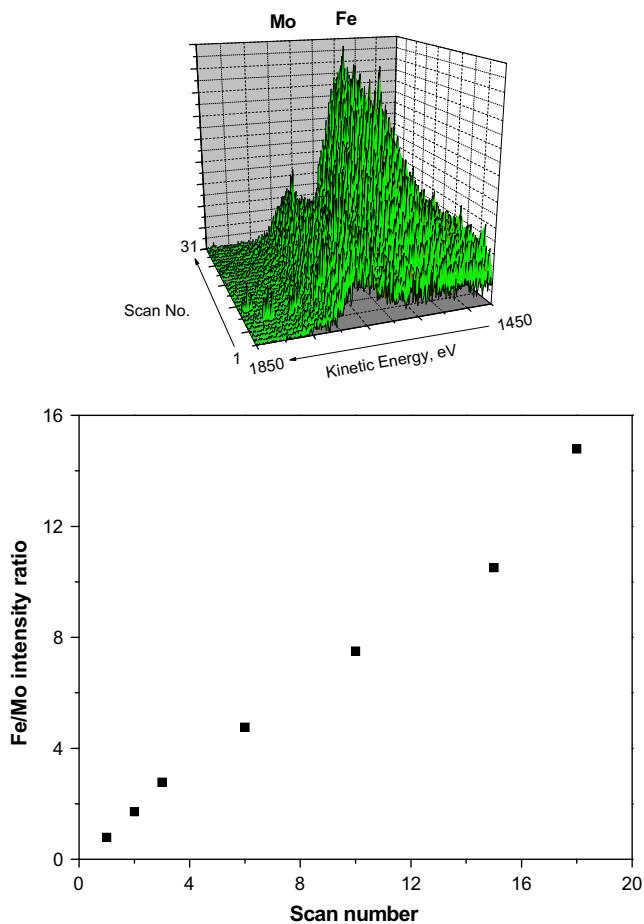 Mo Fe
31
Scan No.
1
1850
Kinetic Energy, eV
1450
16
12
8
4
0
Fe/Mo intensity ratio
0 4 8 12 16 20
Scan number